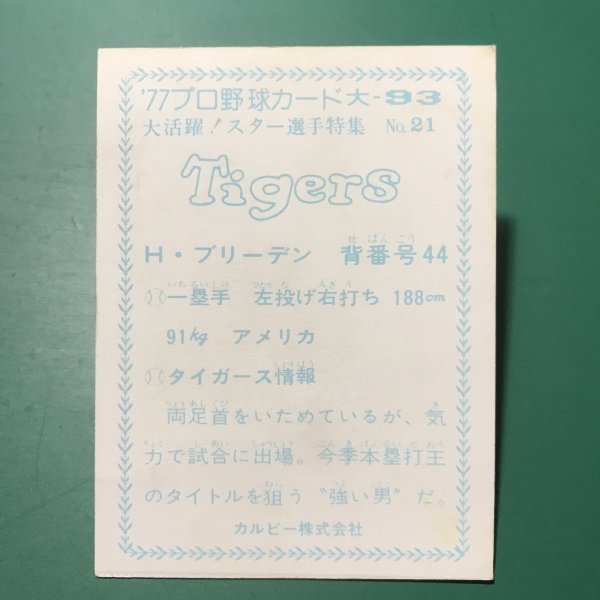 '77プロ野球カード大-93
大活躍!スター選手特集 No.21
Tigers
H・ブリーデン 背番号44
一塁手 左投げ右打ち 188cm
91kg アメリカ
タイガース情報
両足首をいためているが、気
力で試合に出場。今季本塁打王
のタイトルを狙う“強い男”だ。
カルビー株式会社